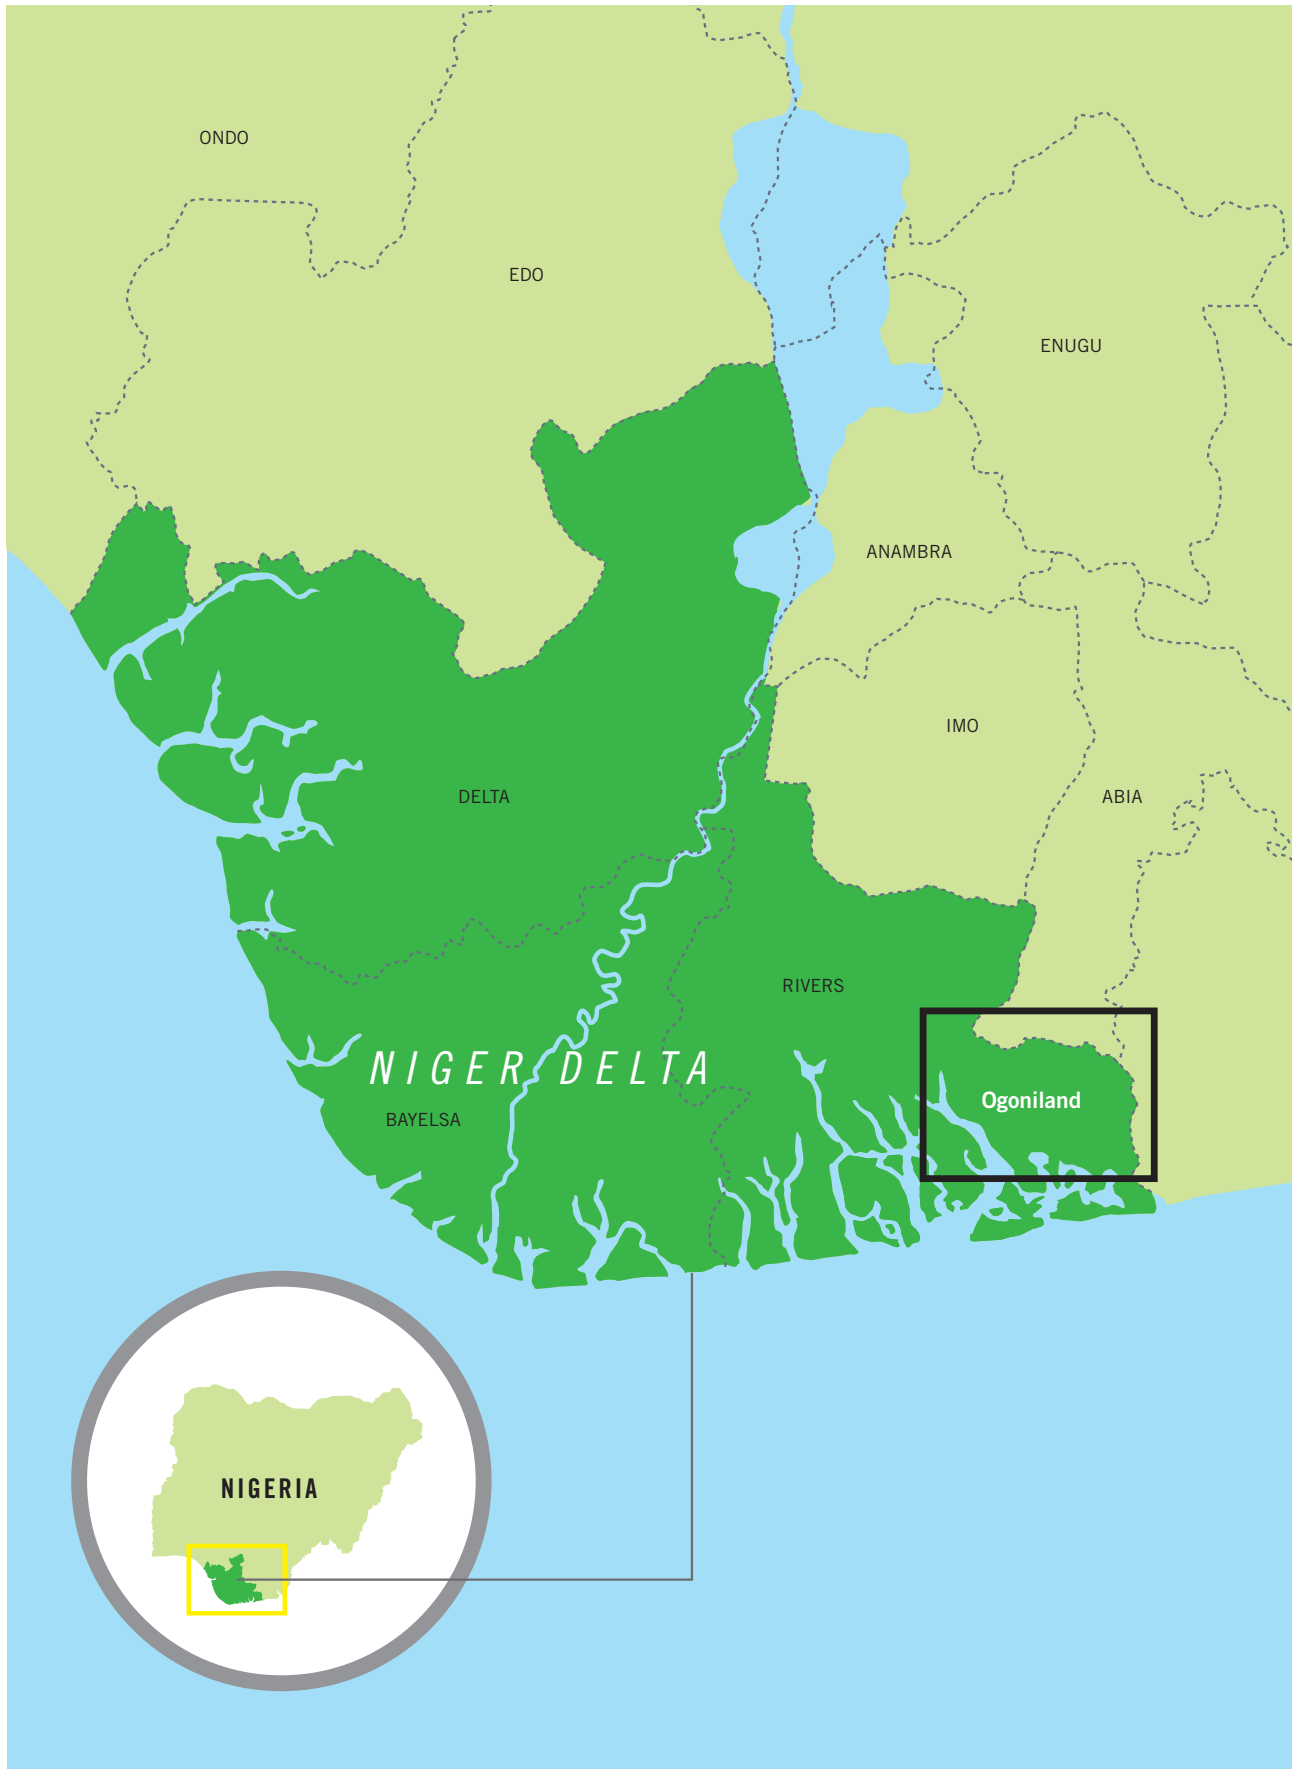 ONDO
EDO
ENUGU
ANAMBRA
IMO
DELTA
ABIA
RIVERS
NIGER DELTA
Ogoniland
BAYELSA
NIGERIA